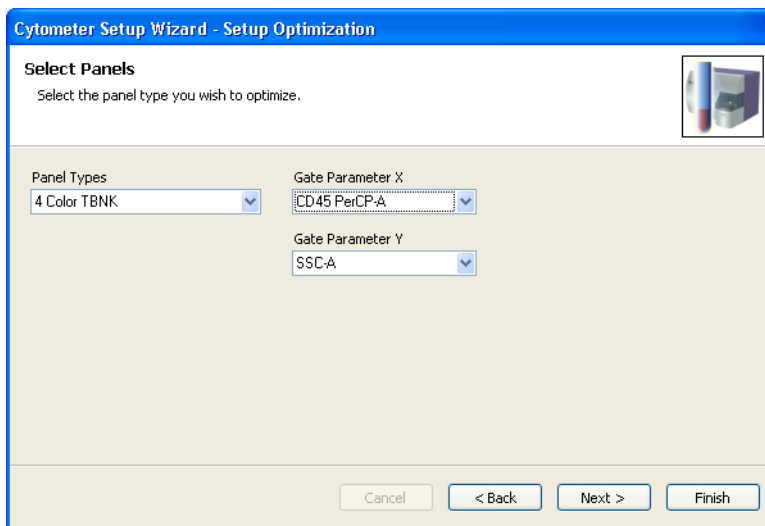 Cytometer Setup Wizard - Setup Optimization
Select Panels
Select the panel type you wish to optimize.
Panel Types
4 Color TBNK
Gate Parameter X
CD45 PerCP-A
Gate Parameter Y
SSC-A
Cancel
< Back
Next >
Finish